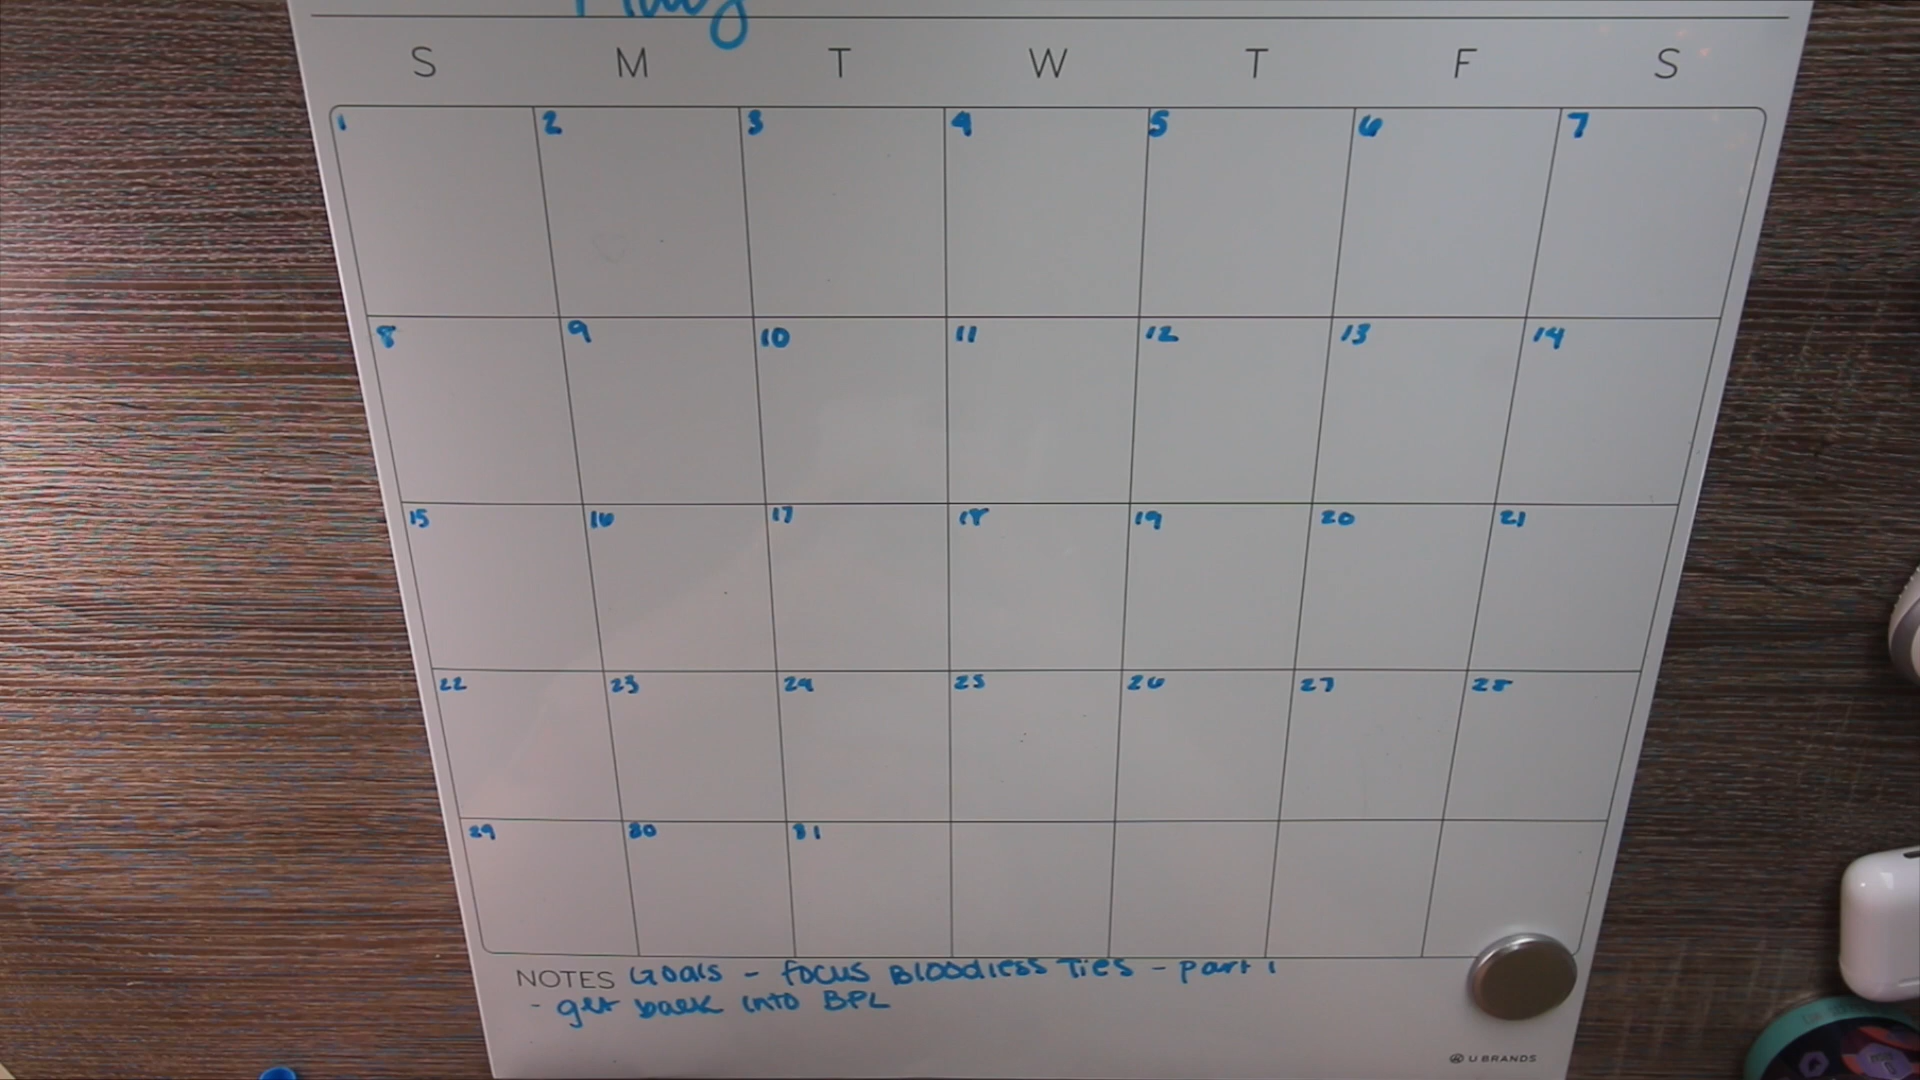 May
S M T W T F S
1 2 3 4 5 6 7
8 9 10 11 12 13 14
15 16 17 18 19 20 21
22 23 24 25 26 27 28
29 30 31
NOTES Goals - focus Bloodless Ties - part 1
- get back into BPL
U BRANDS